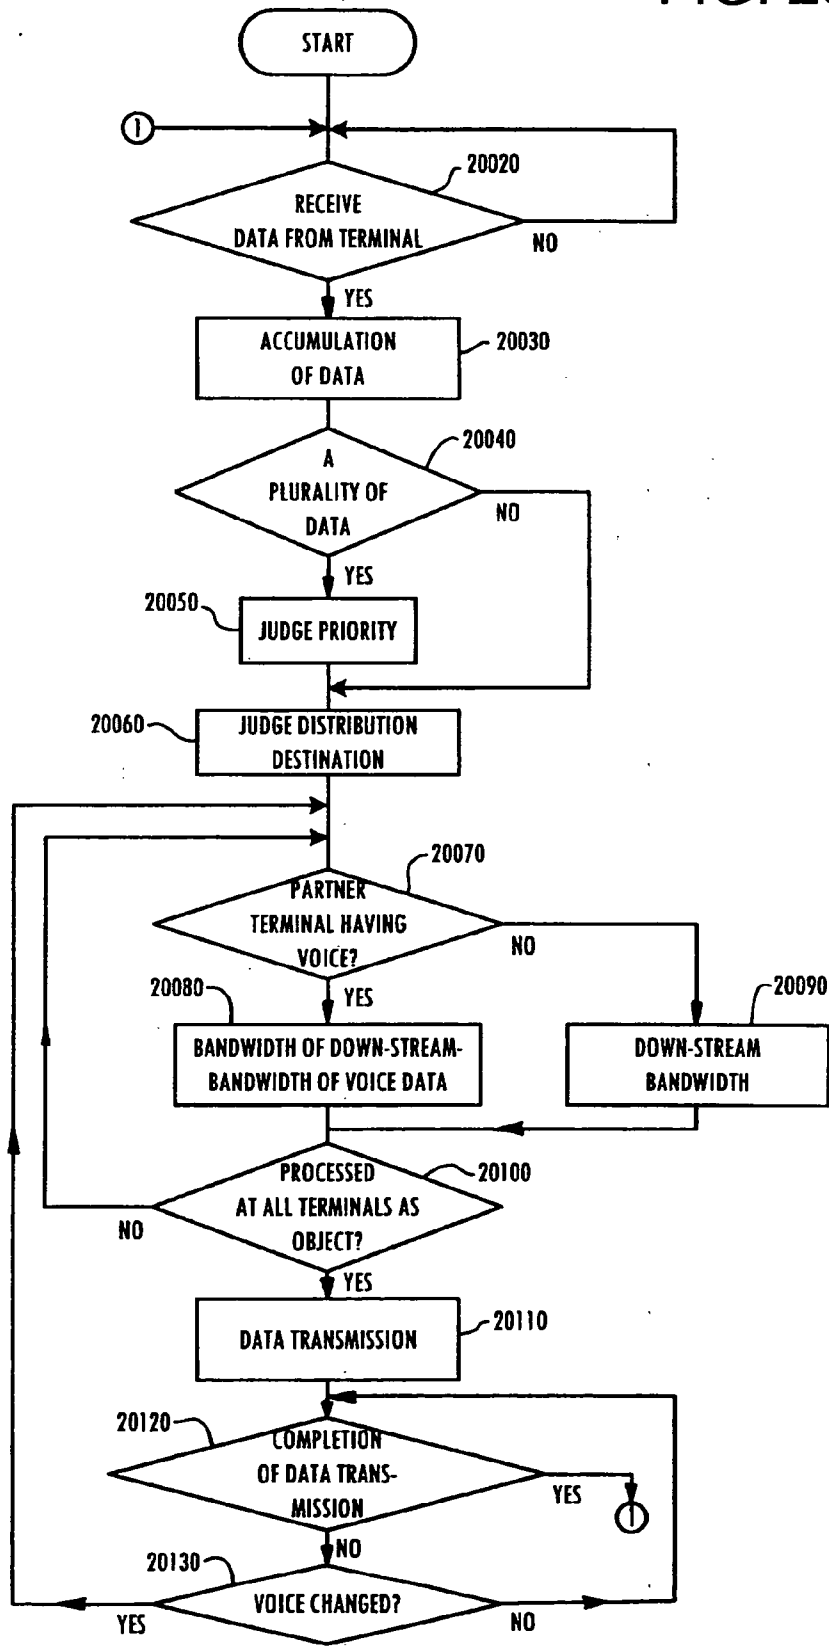 START
1
20020
RECEIVE
DATA FROM TERMINAL
NO
YES
ACCUMULATION
OF DATA
20030
20040
A
PLURALITY OF
DATA
NO
YES
20050
JUDGE PRIORITY
20060
JUDGE DISTRIBUTION
DESTINATION
20070
PARTNER
TERMINAL HAVING
VOICE?
NO
20080
YES
20090
BANDWIDTH OF DOWN-STREAM-
BANDWIDTH OF VOICE DATA
DOWN-STREAM
BANDWIDTH
PROCESSED
AT ALL TERMINALS AS
OBJECT?
20100
NO
YES
DATA TRANSMISSION
20110
20120
COMPLETION
OF DATA TRANS-
MISSION
YES
1
NO
20130
VOICE CHANGED?
YES
NO